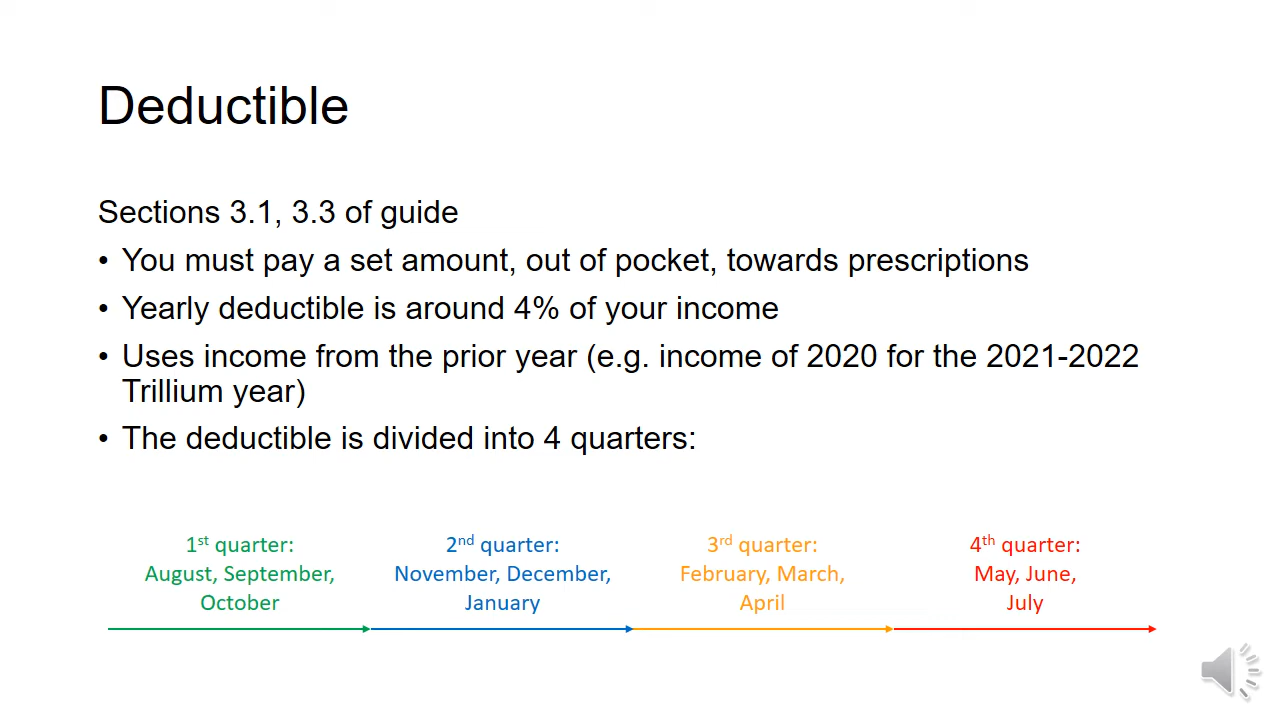 Deductible
Sections 3.1, 3.3 of guide
• You must pay a set amount, out of pocket, towards prescriptions
• Yearly deductible is around 4% of your income
• Uses income from the prior year (e.g. income of 2020 for the 2021-2022
Trillium year)
• The deductible is divided into 4 quarters:
1st quarter:
August, September,
October
2nd quarter:
November, December,
January
3rd quarter:
February, March,
April
4th quarter:
May, June,
July